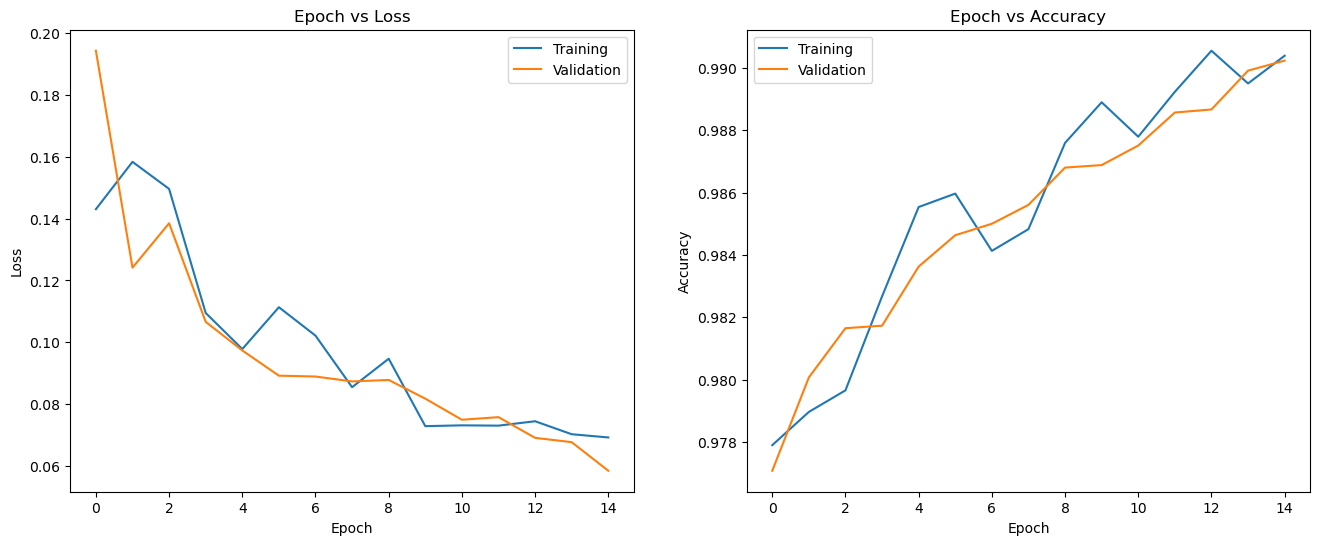 Epoch vs Loss
0.20
0.18
0.16
0.14
0.12
0.10
0.08
0.06
Loss
0 2 4 6 8 10 12 14
Epoch
Training
Validation
Epoch vs Accuracy
0.990
0.988
0.986
0.984
0.982
0.980
0.978
Accuracy
0 2 4 6 8 10 12 14
Epoch
Training
Validation